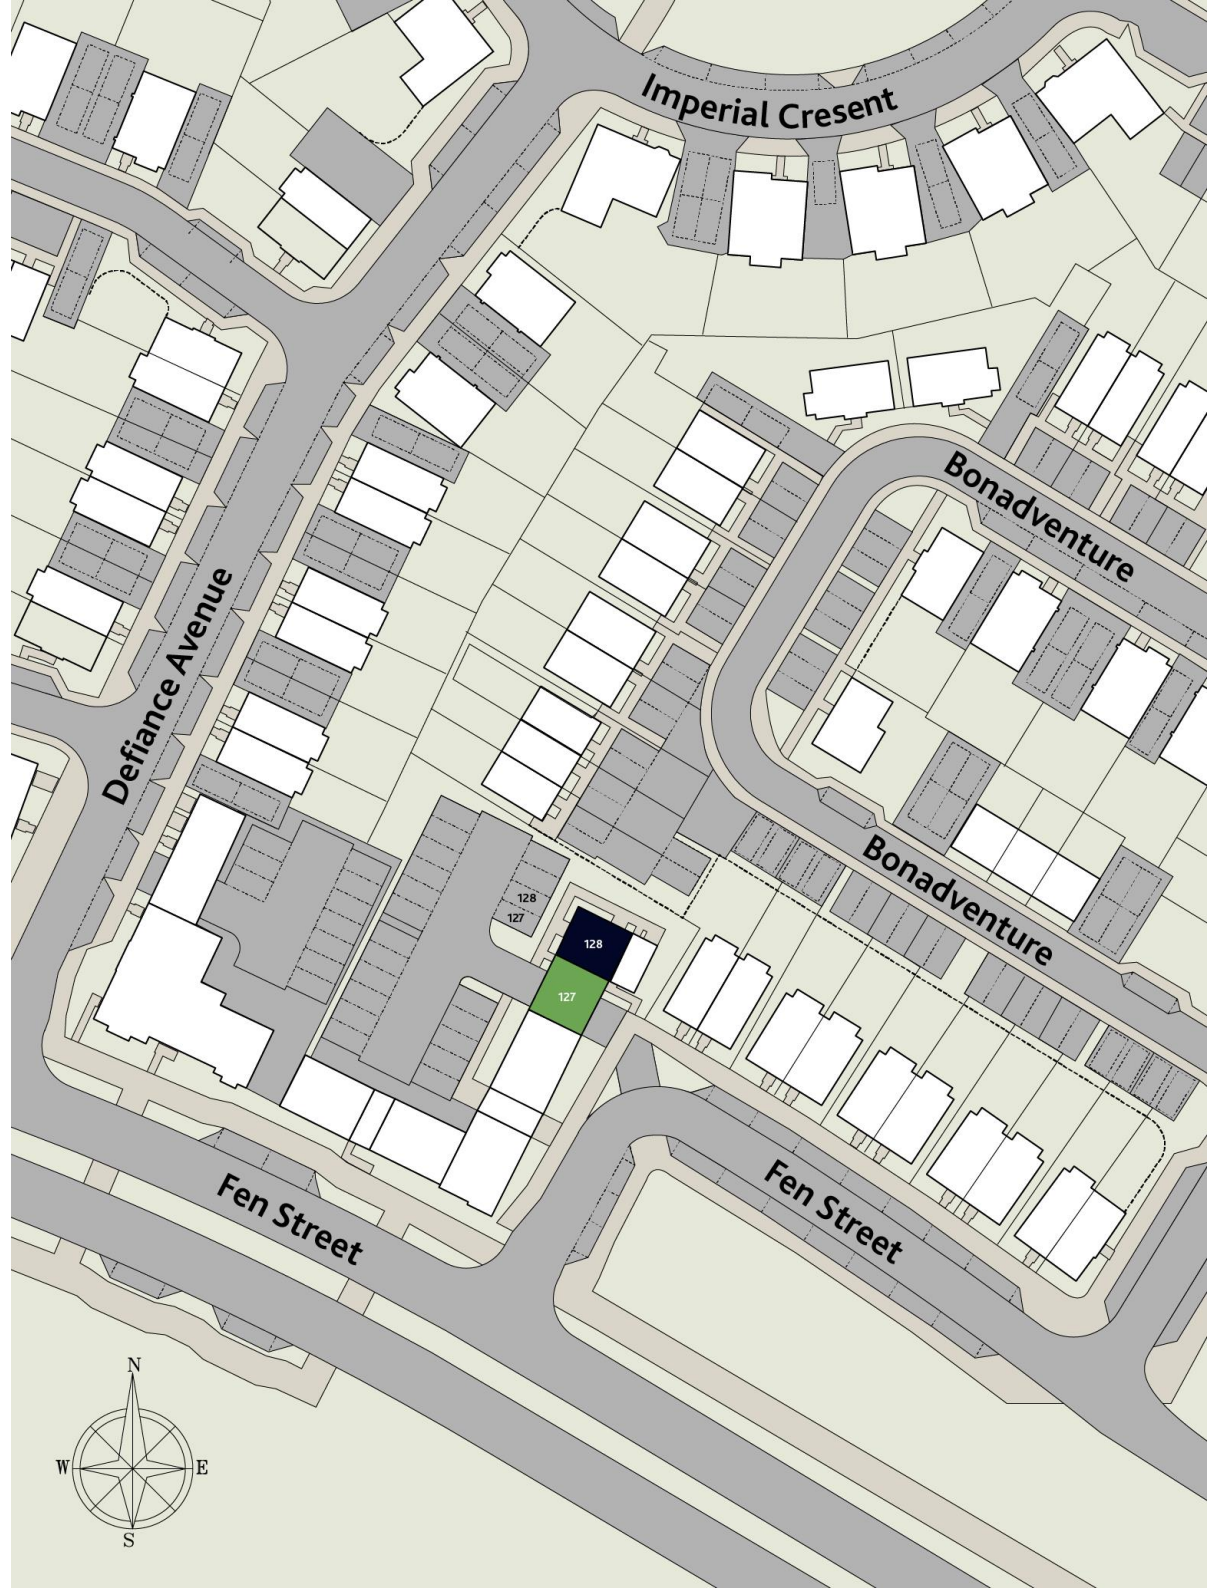 Imperial Cresent
Bonadventure
Defiance Avenue
Bonadventure
128
127
128
127
Fen Street
Fen Street
N
W
E
S